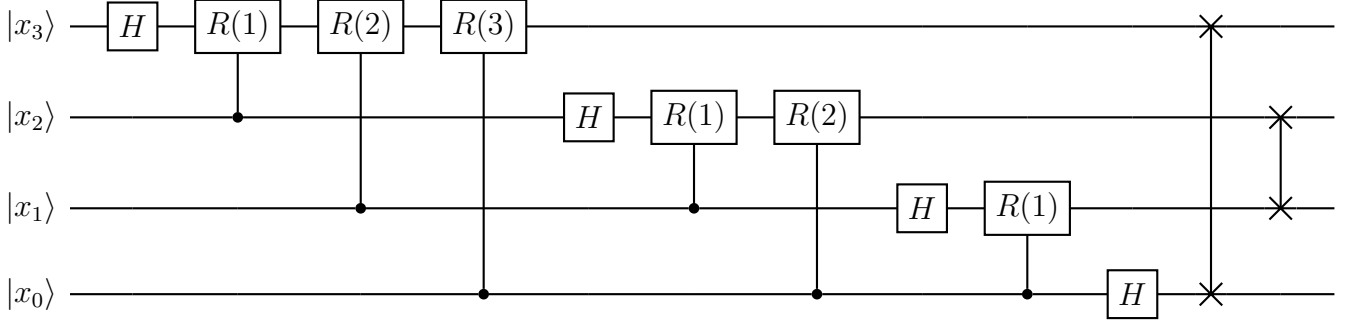 |x₃⟩ H R(1) R(2) R(3)
|x₂⟩ H R(1) R(2)
|x₁⟩ H R(1)
|x₀⟩ H